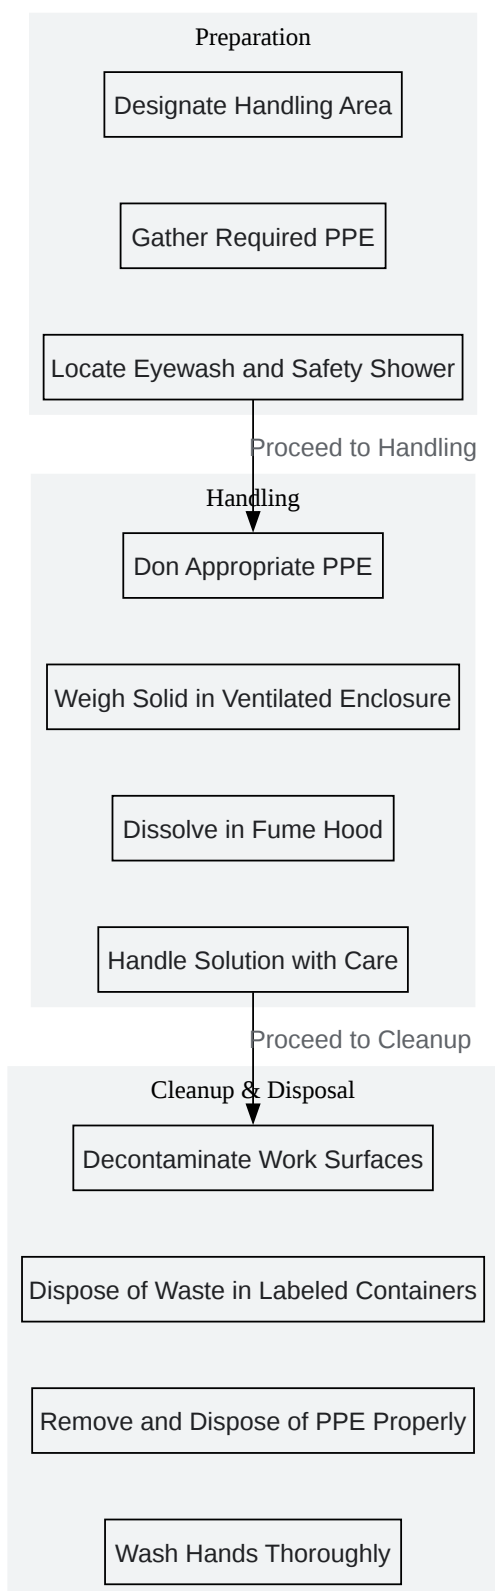 Preparation
Designate Handling Area
Gather Required PPE
Locate Eyewash and Safety Shower
Proceed to Handling
Handling
Don Appropriate PPE
Weigh Solid in Ventilated Enclosure
Dissolve in Fume Hood
Handle Solution with Care
Proceed to Cleanup
Cleanup & Disposal
Decontaminate Work Surfaces
Dispose of Waste in Labeled Containers
Remove and Dispose of PPE Properly
Wash Hands Thoroughly